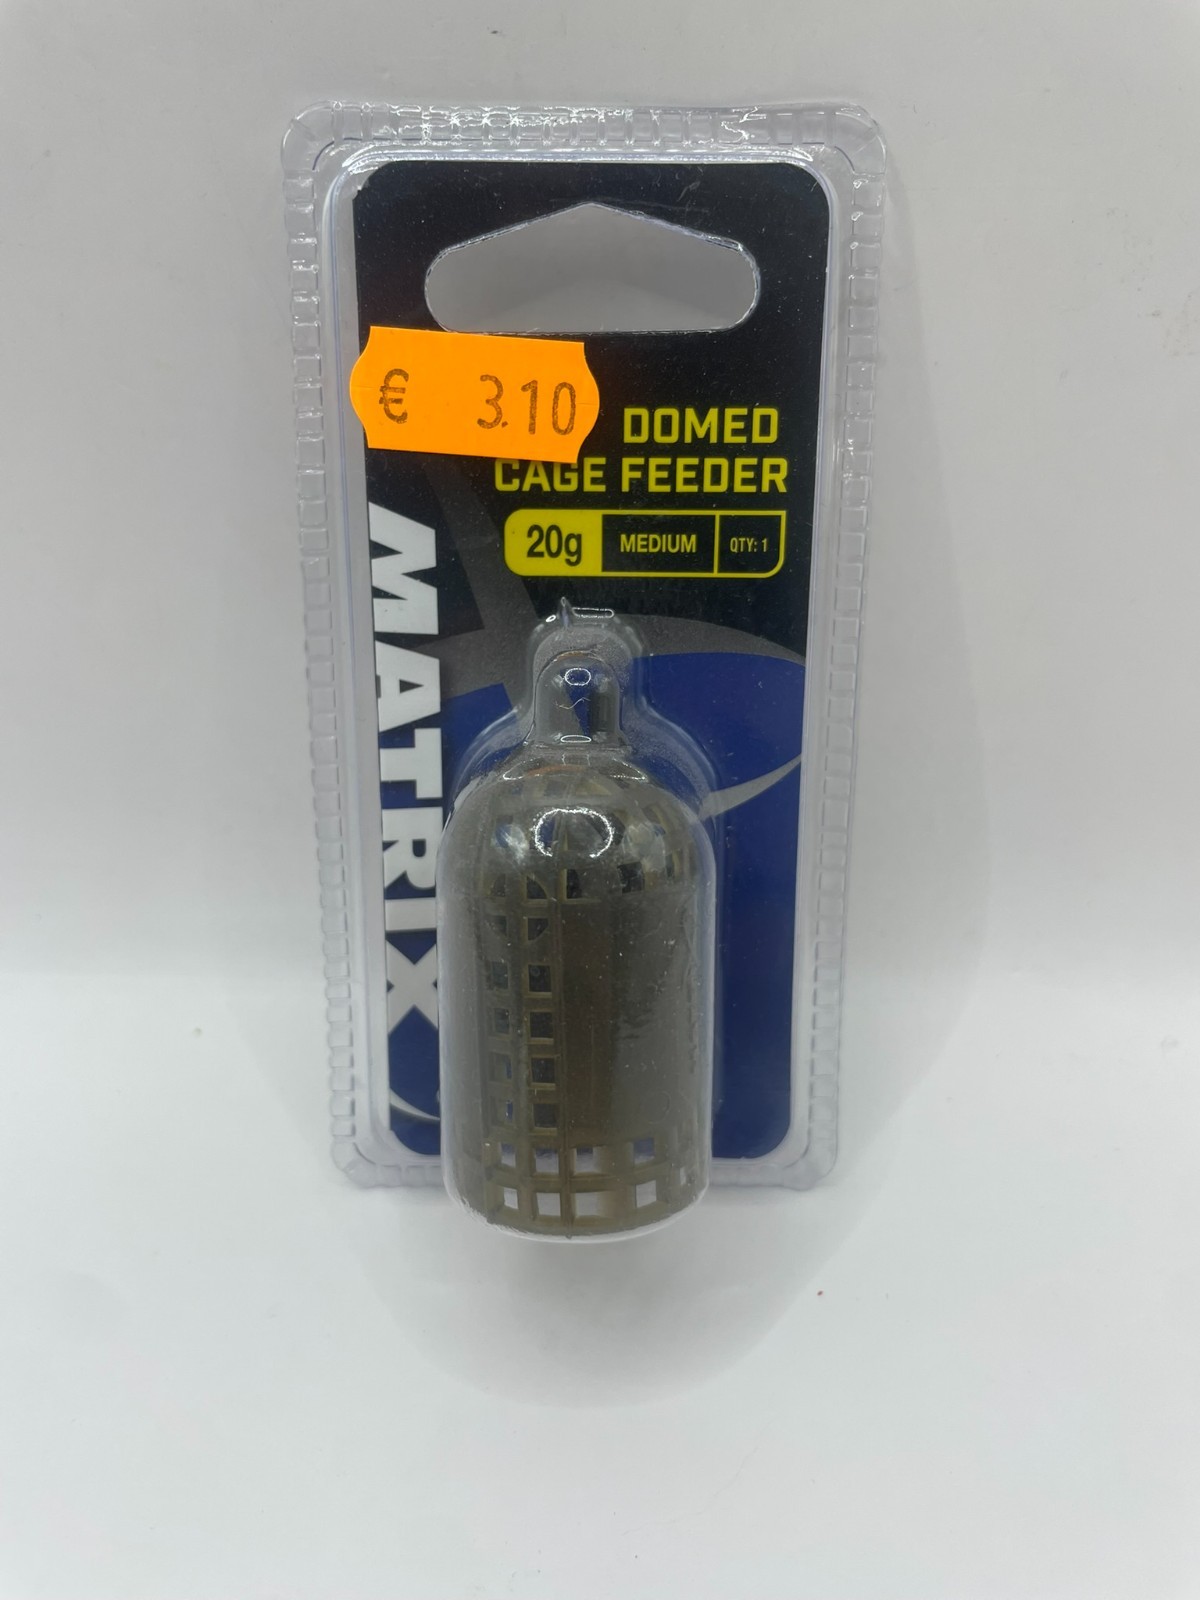 € 3.10
DOMED
CAGE FEEDER
20g MEDIUM QTY: 1
MATRIX